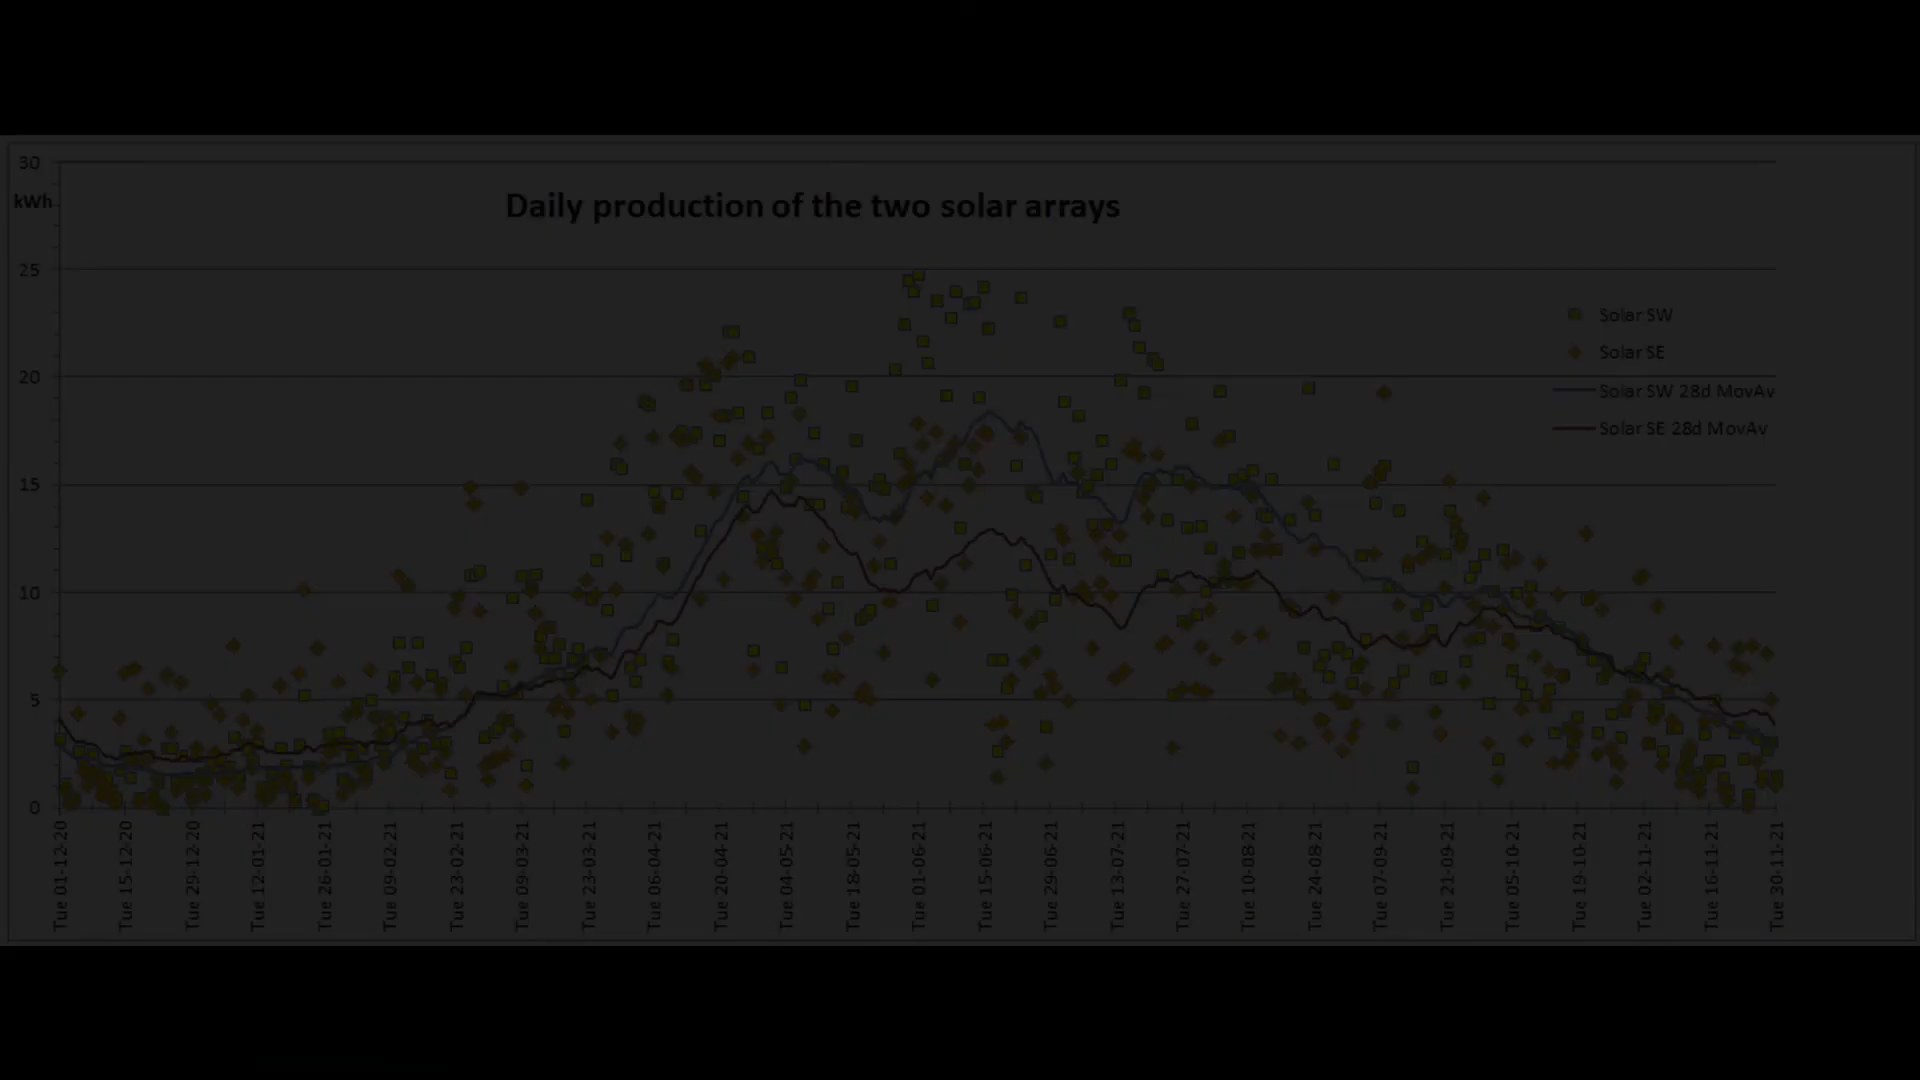 30
kWh
Daily production of the two solar arrays
25
Solar SW
Solar SE
20
Solar SW 28d MovAv
Solar SE 28d MovAv
15
10
5
0
Tue 01-12-20
Tue 15-12-20
Tue 29-12-20
Tue 12-01-21
Tue 26-01-21
Tue 09-02-21
Tue 23-02-21
Tue 09-03-21
Tue 23-03-21
Tue 06-04-21
Tue 20-04-21
Tue 04-05-21
Tue 18-05-21
Tue 01-06-21
Tue 15-06-21
Tue 29-06-21
Tue 13-07-21
Tue 27-07-21
Tue 10-08-21
Tue 24-08-21
Tue 07-09-21
Tue 21-09-21
Tue 05-10-21
Tue 19-10-21
Tue 02-11-21
Tue 16-11-21
Tue 30-11-21